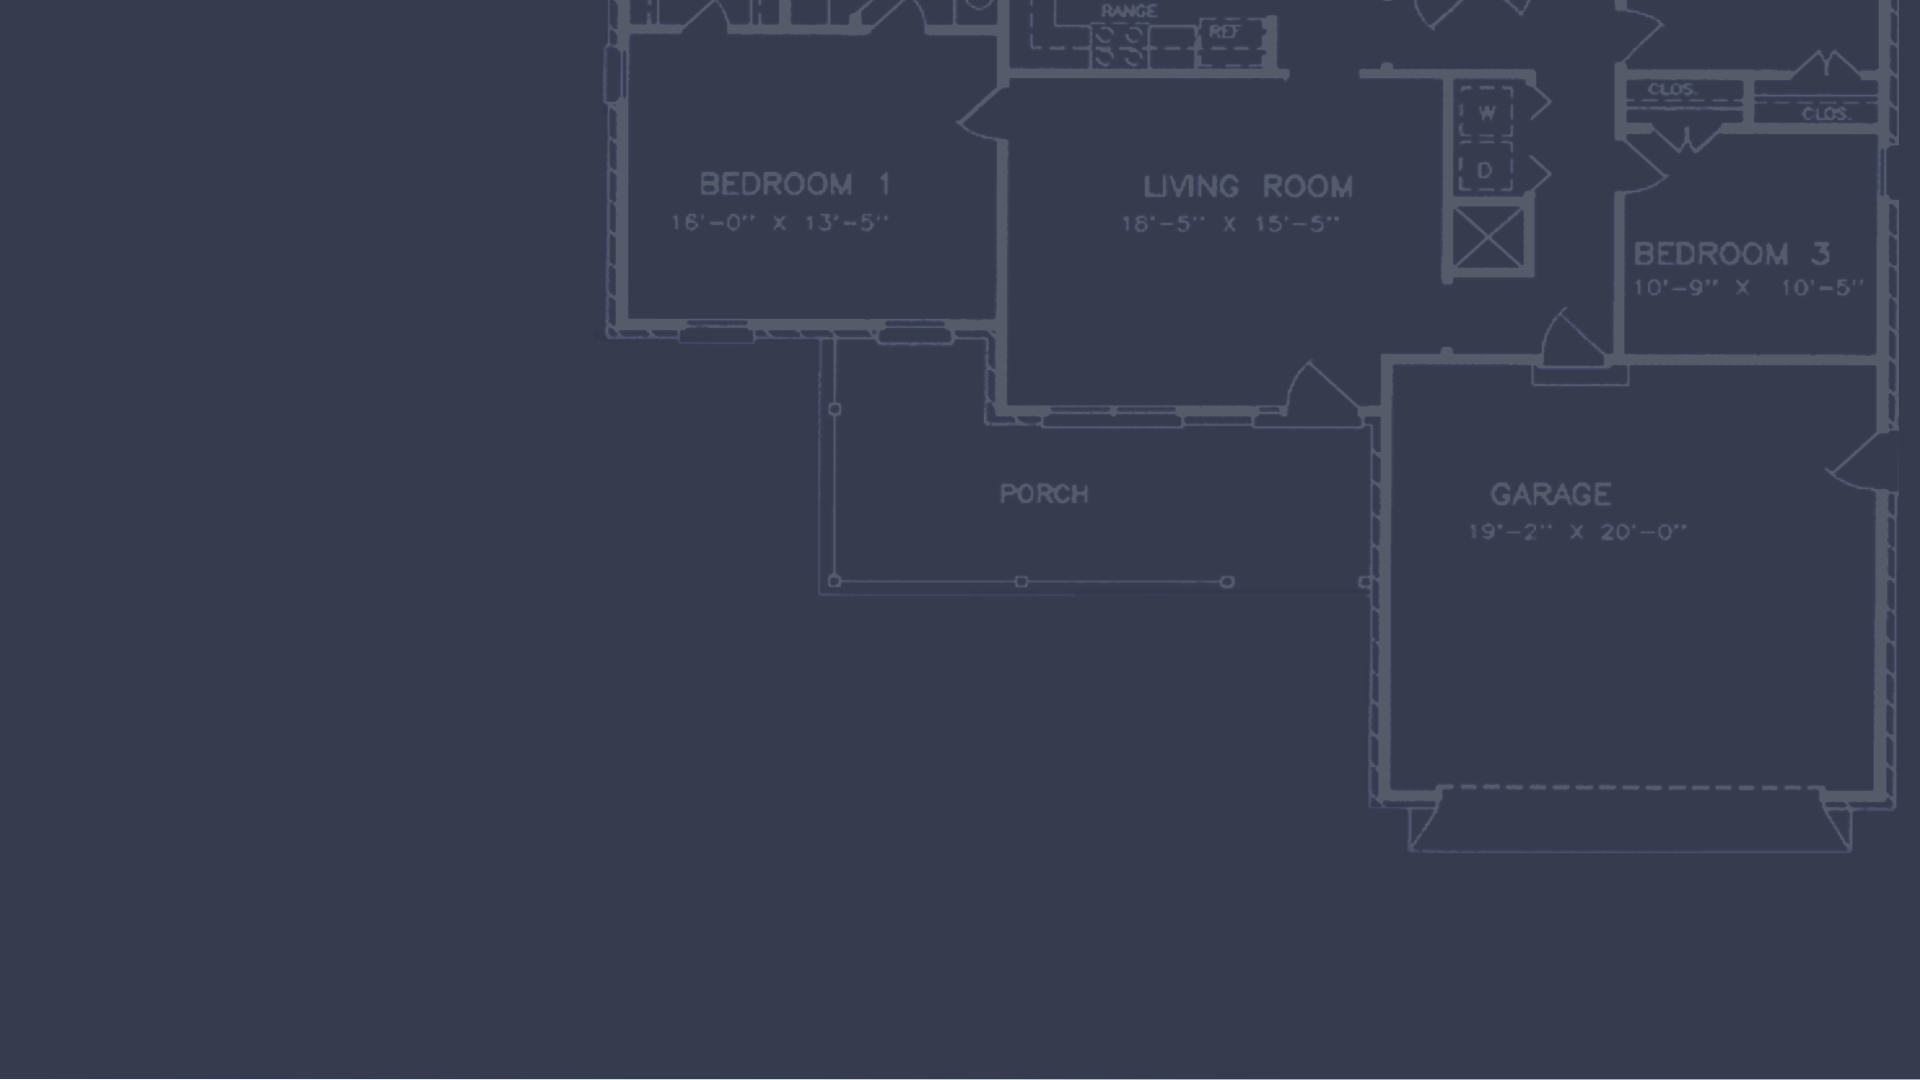 RANGE
REF
CLOS.
CLOS.
W
D
BEDROOM 1
16'-0" X 13'-5"
LIVING ROOM
18'-5" X 15'-5"
BEDROOM 3
10'-9" X 10'-5"
PORCH
GARAGE
19'-2" X 20'-0"